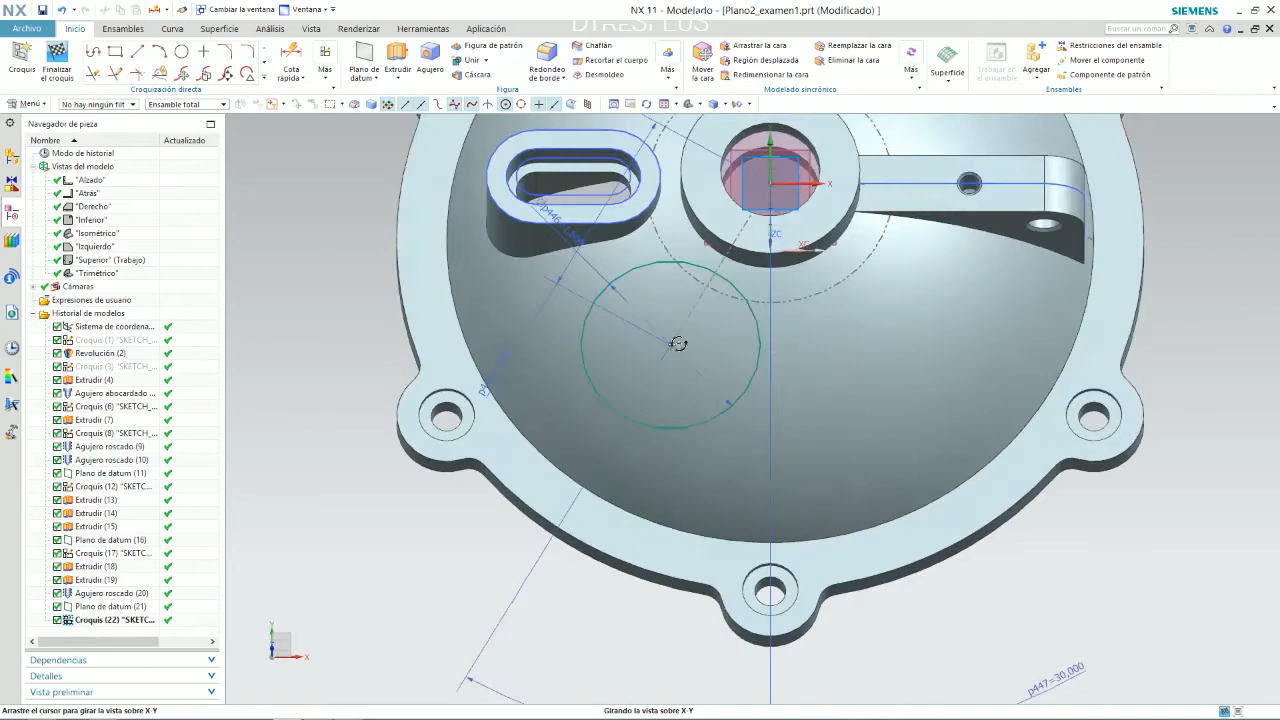 NX
Cambiar la ventana
Ventana
NX 11 - Modelado - [Plano2_examen1.prt (Modificado) ]
SIEMENS
DTRESPLUS
Archivo
Inicio
Ensambles
Curva
Superficie
Análisis
Vista
Renderizar
Herramientas
Aplicación
Croquis
Finalizar el croquis
Cota rápida
Más
Croquización directa
Plano de datum
Extrudir
Agujero
Figura de patrón
Unir
Cáscara
Redondeo de borde
Chaflán
Recortar el cuerpo
Desmoldeo
Más
Figura
Mover la cara
Arrastrar la cara
Región desplazada
Redimensionar la cara
Reemplazar la cara
Eliminar la cara
Más
Modelado sincrónico
Superficie
Trabajar en el ensamble
Agregar
Restricciones del ensamble
Mover el componente
Componente de patrón
Ensambles
Menú
No hay ningún filt
Ensamble total
Navegador de pieza
Nombre
Actualizado
Modo de historial
Vistas del modelo
"Alzado"
"Atrás"
"Derecho"
"Inferior"
"Isométrico"
"Izquierdo"
"Superior" (Trabajo)
"Trimétrico"
Cámaras
Expresiones de usuario
Historial de modelos
Sistema de coordena...
Croquis (1) "SKETCH_...
Revolución (2)
Croquis (3) "SKETCH_...
Extrudir (4)
Agujero abocardado ...
Croquis (6) "SKETCH_...
Extrudir (7)
Croquis (8) "SKETCH_...
Agujero roscado (9)
Agujero roscado (10)
Plano de datum (11)
Croquis (12) "SKETC...
Extrudir (13)
Extrudir (14)
Extrudir (15)
Plano de datum (16)
Croquis (17) "SKETC...
Extrudir (18)
Extrudir (19)
Agujero roscado (20)
Plano de datum (21)
Croquis (22) "SKETC...
Dependencias
Detalles
Vista preliminar
Y
X
ZC
XC
p447=30,000
Y
X
Arrastre el cursor para girar la vista sobre X-Y
Girando la vista sobre X-Y